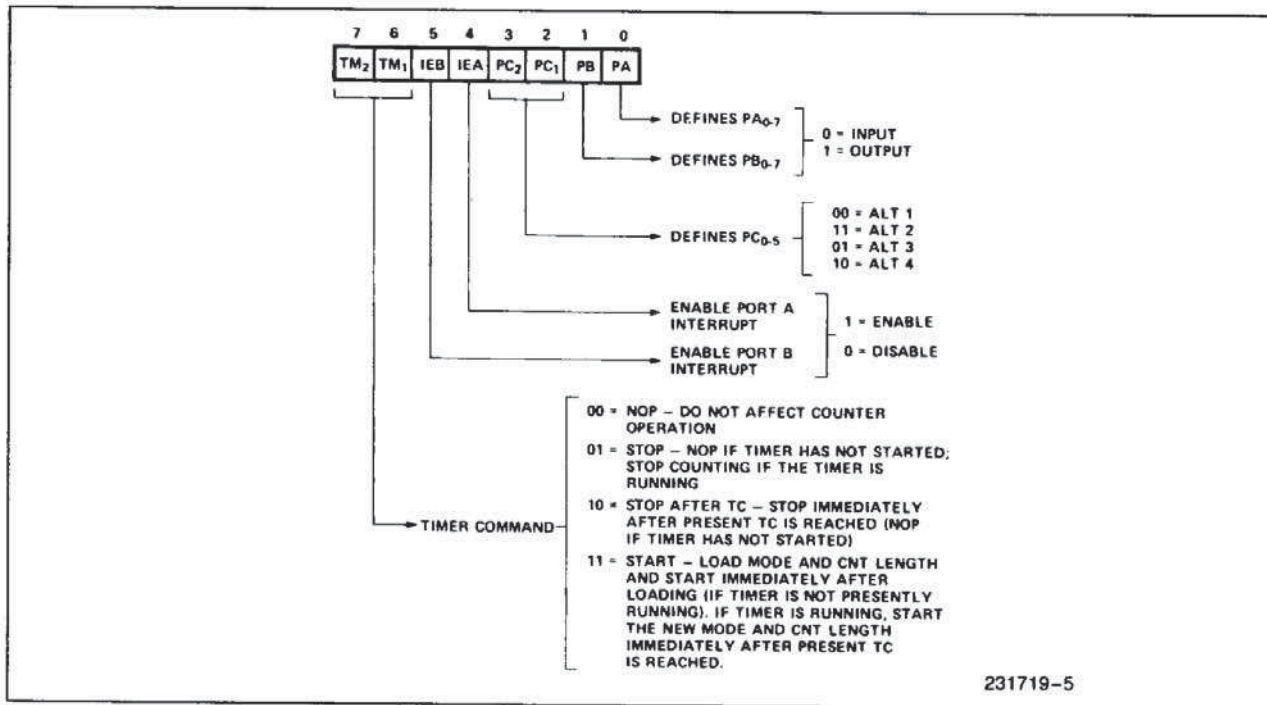 7 6 5 4 3 2 1 0
TM2 TM1 IEB IEA PC2 PC1 PB PA
DEFINES PA0-7
DEFINES PB0-7
0 = INPUT
1 = OUTPUT
DEFINES PC0-5
00 = ALT 1
11 = ALT 2
01 = ALT 3
10 = ALT 4
ENABLE PORT A
INTERRUPT
ENABLE PORT B
INTERRUPT
1 = ENABLE
0 = DISABLE
TIMER COMMAND
00 = NOP – DO NOT AFFECT COUNTER
OPERATION
01 = STOP – NOP IF TIMER HAS NOT STARTED;
STOP COUNTING IF THE TIMER IS
RUNNING
10 = STOP AFTER TC – STOP IMMEDIATELY
AFTER PRESENT TC IS REACHED (NOP
IF TIMER HAS NOT STARTED)
11 = START – LOAD MODE AND CNT LENGTH
AND START IMMEDIATELY AFTER
LOADING (IF TIMER IS NOT PRESENTLY
RUNNING). IF TIMER IS RUNNING, START
THE NEW MODE AND CNT LENGTH
IMMEDIATELY AFTER PRESENT TC
IS REACHED.
231719–5